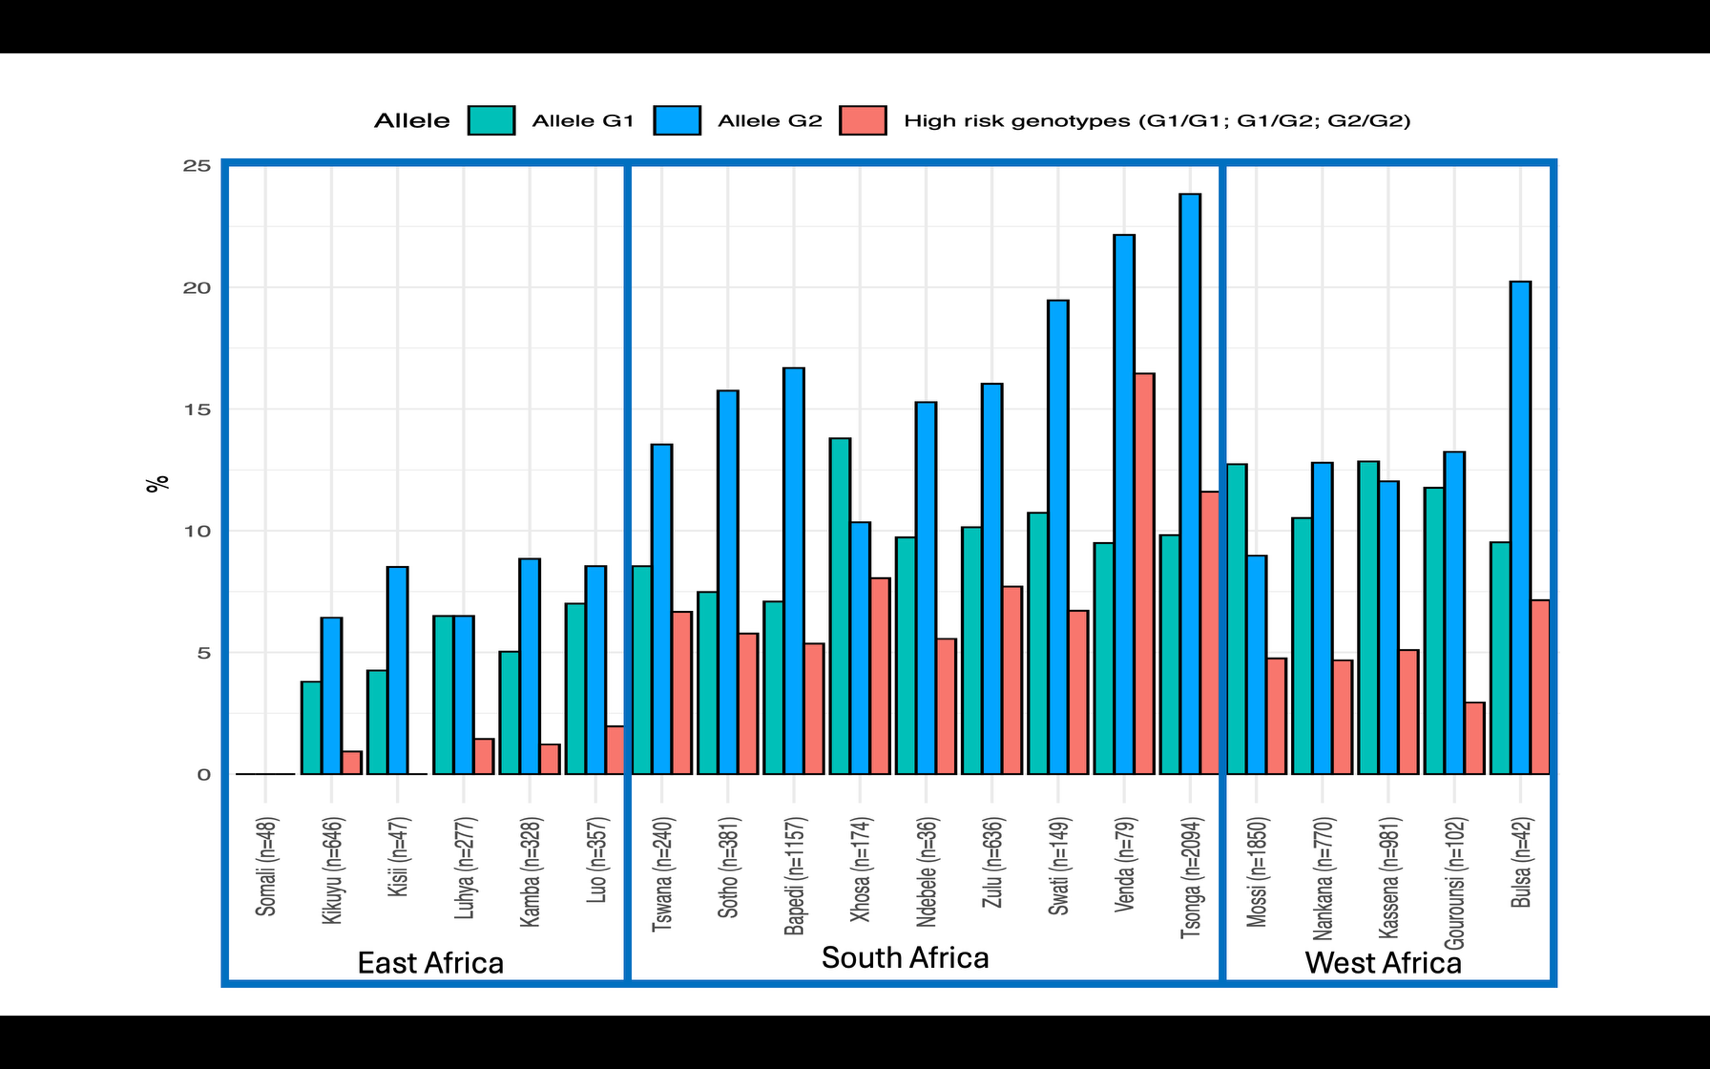 Allele Allele G1 Allele G2 High risk genotypes (G1/G1; G1/G2; G2/G2)
25
20
15
10
5
0
%
Somali (n=48)
Kikuyu (n=646)
Kisii (n=47)
Luhya (n=277)
Kamba (n=328)
Luo (n=357)
Tswana (n=240)
Sotho (n=381)
Bapedi (n=1157)
Xhosa (n=174)
Ndebele (n=36)
Zulu (n=636)
Swati (n=149)
Venda (n=79)
Tsonga (n=2094)
Mossi (n=1850)
Nankana (n=770)
Kassena (n=981)
Gourounsi (n=102)
Bulsa (n=42)
East Africa
South Africa
West Africa